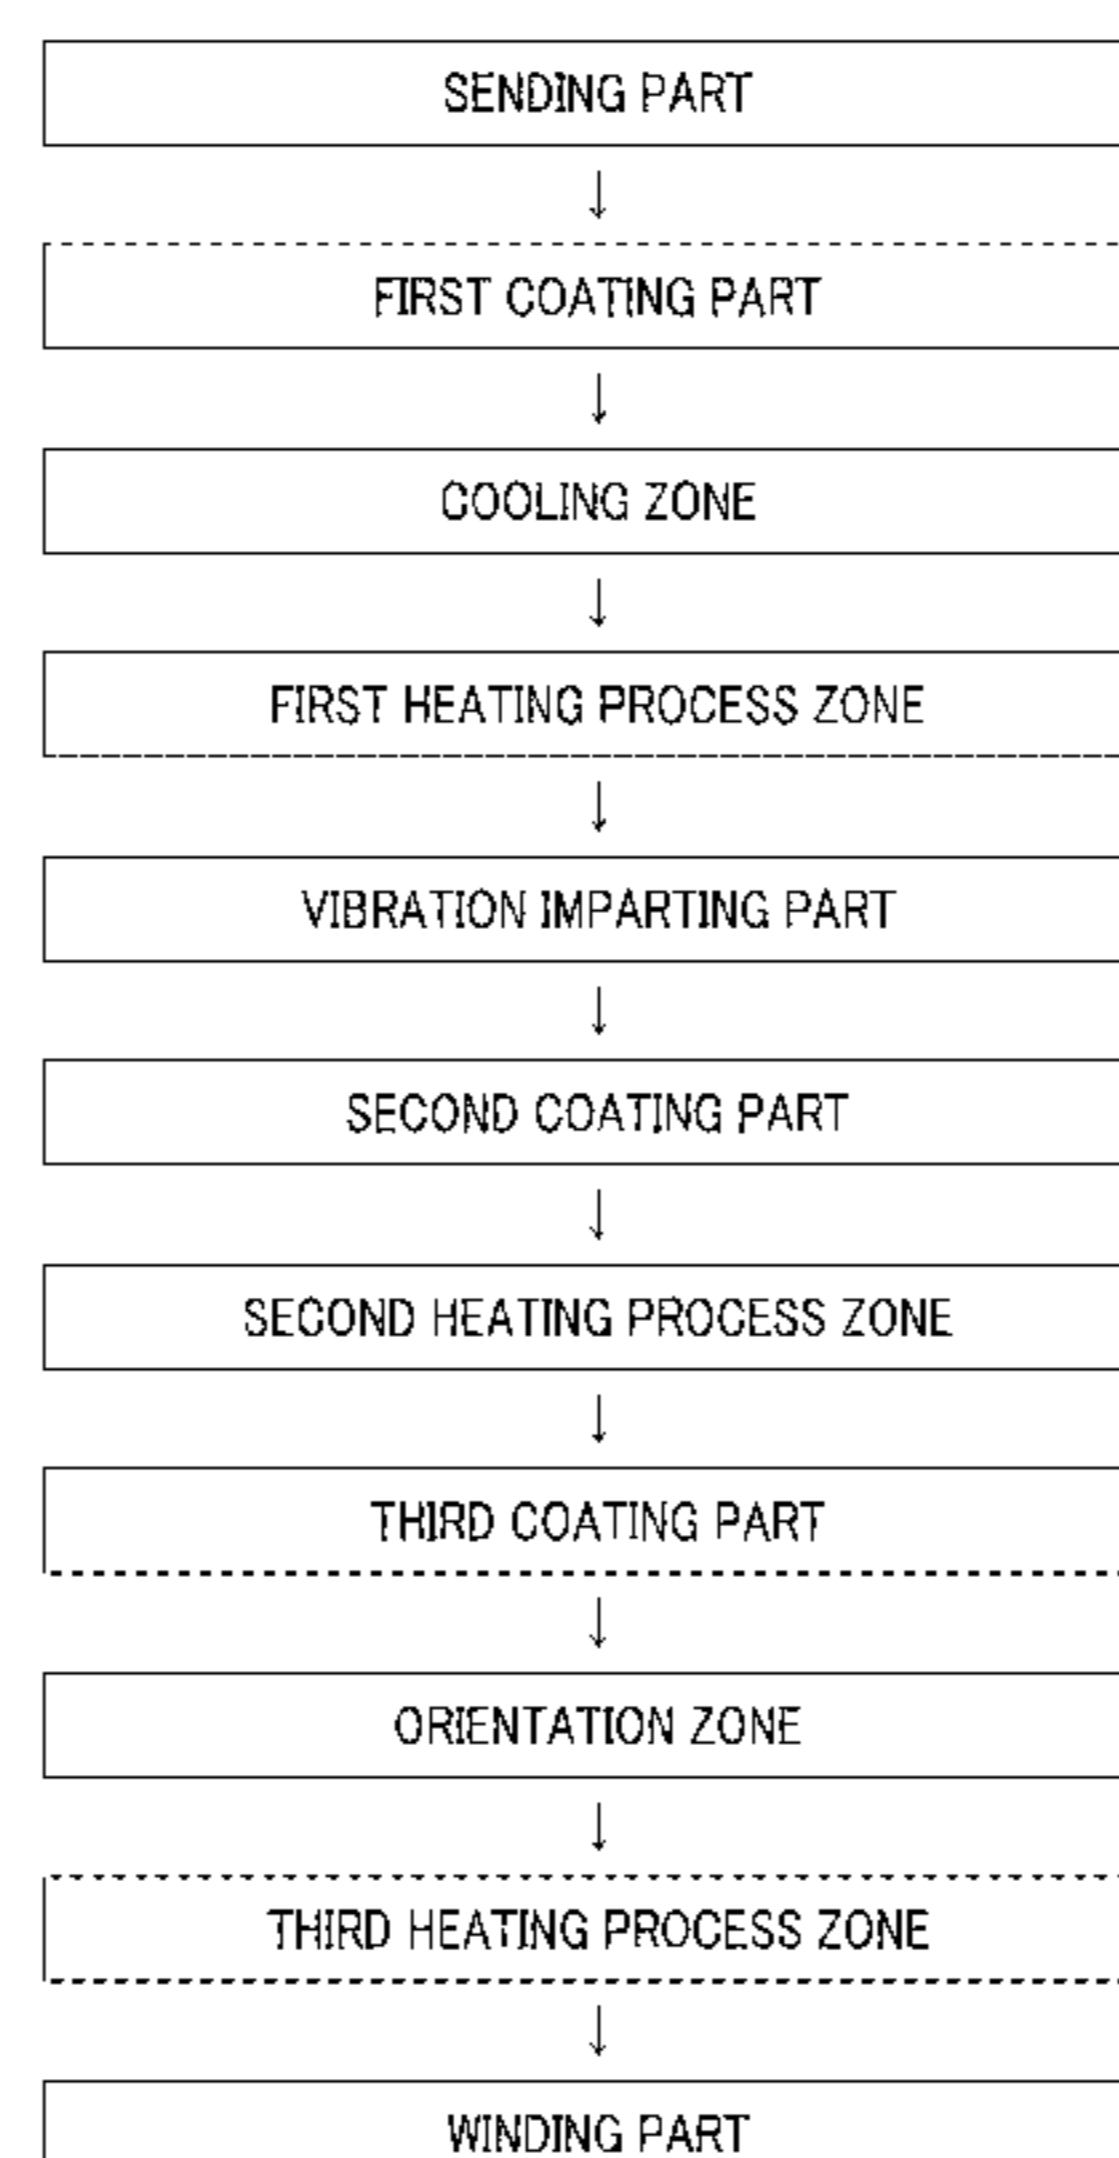 SENDING PART
FIRST COATING PART
COOLING ZONE
FIRST HEATING PROCESS ZONE
VIBRATION IMPARTING PART
SECOND COATING PART
SECOND HEATING PROCESS ZONE
THIRD COATING PART
ORIENTATION ZONE
THIRD HEATING PROCESS ZONE
WINDING PART